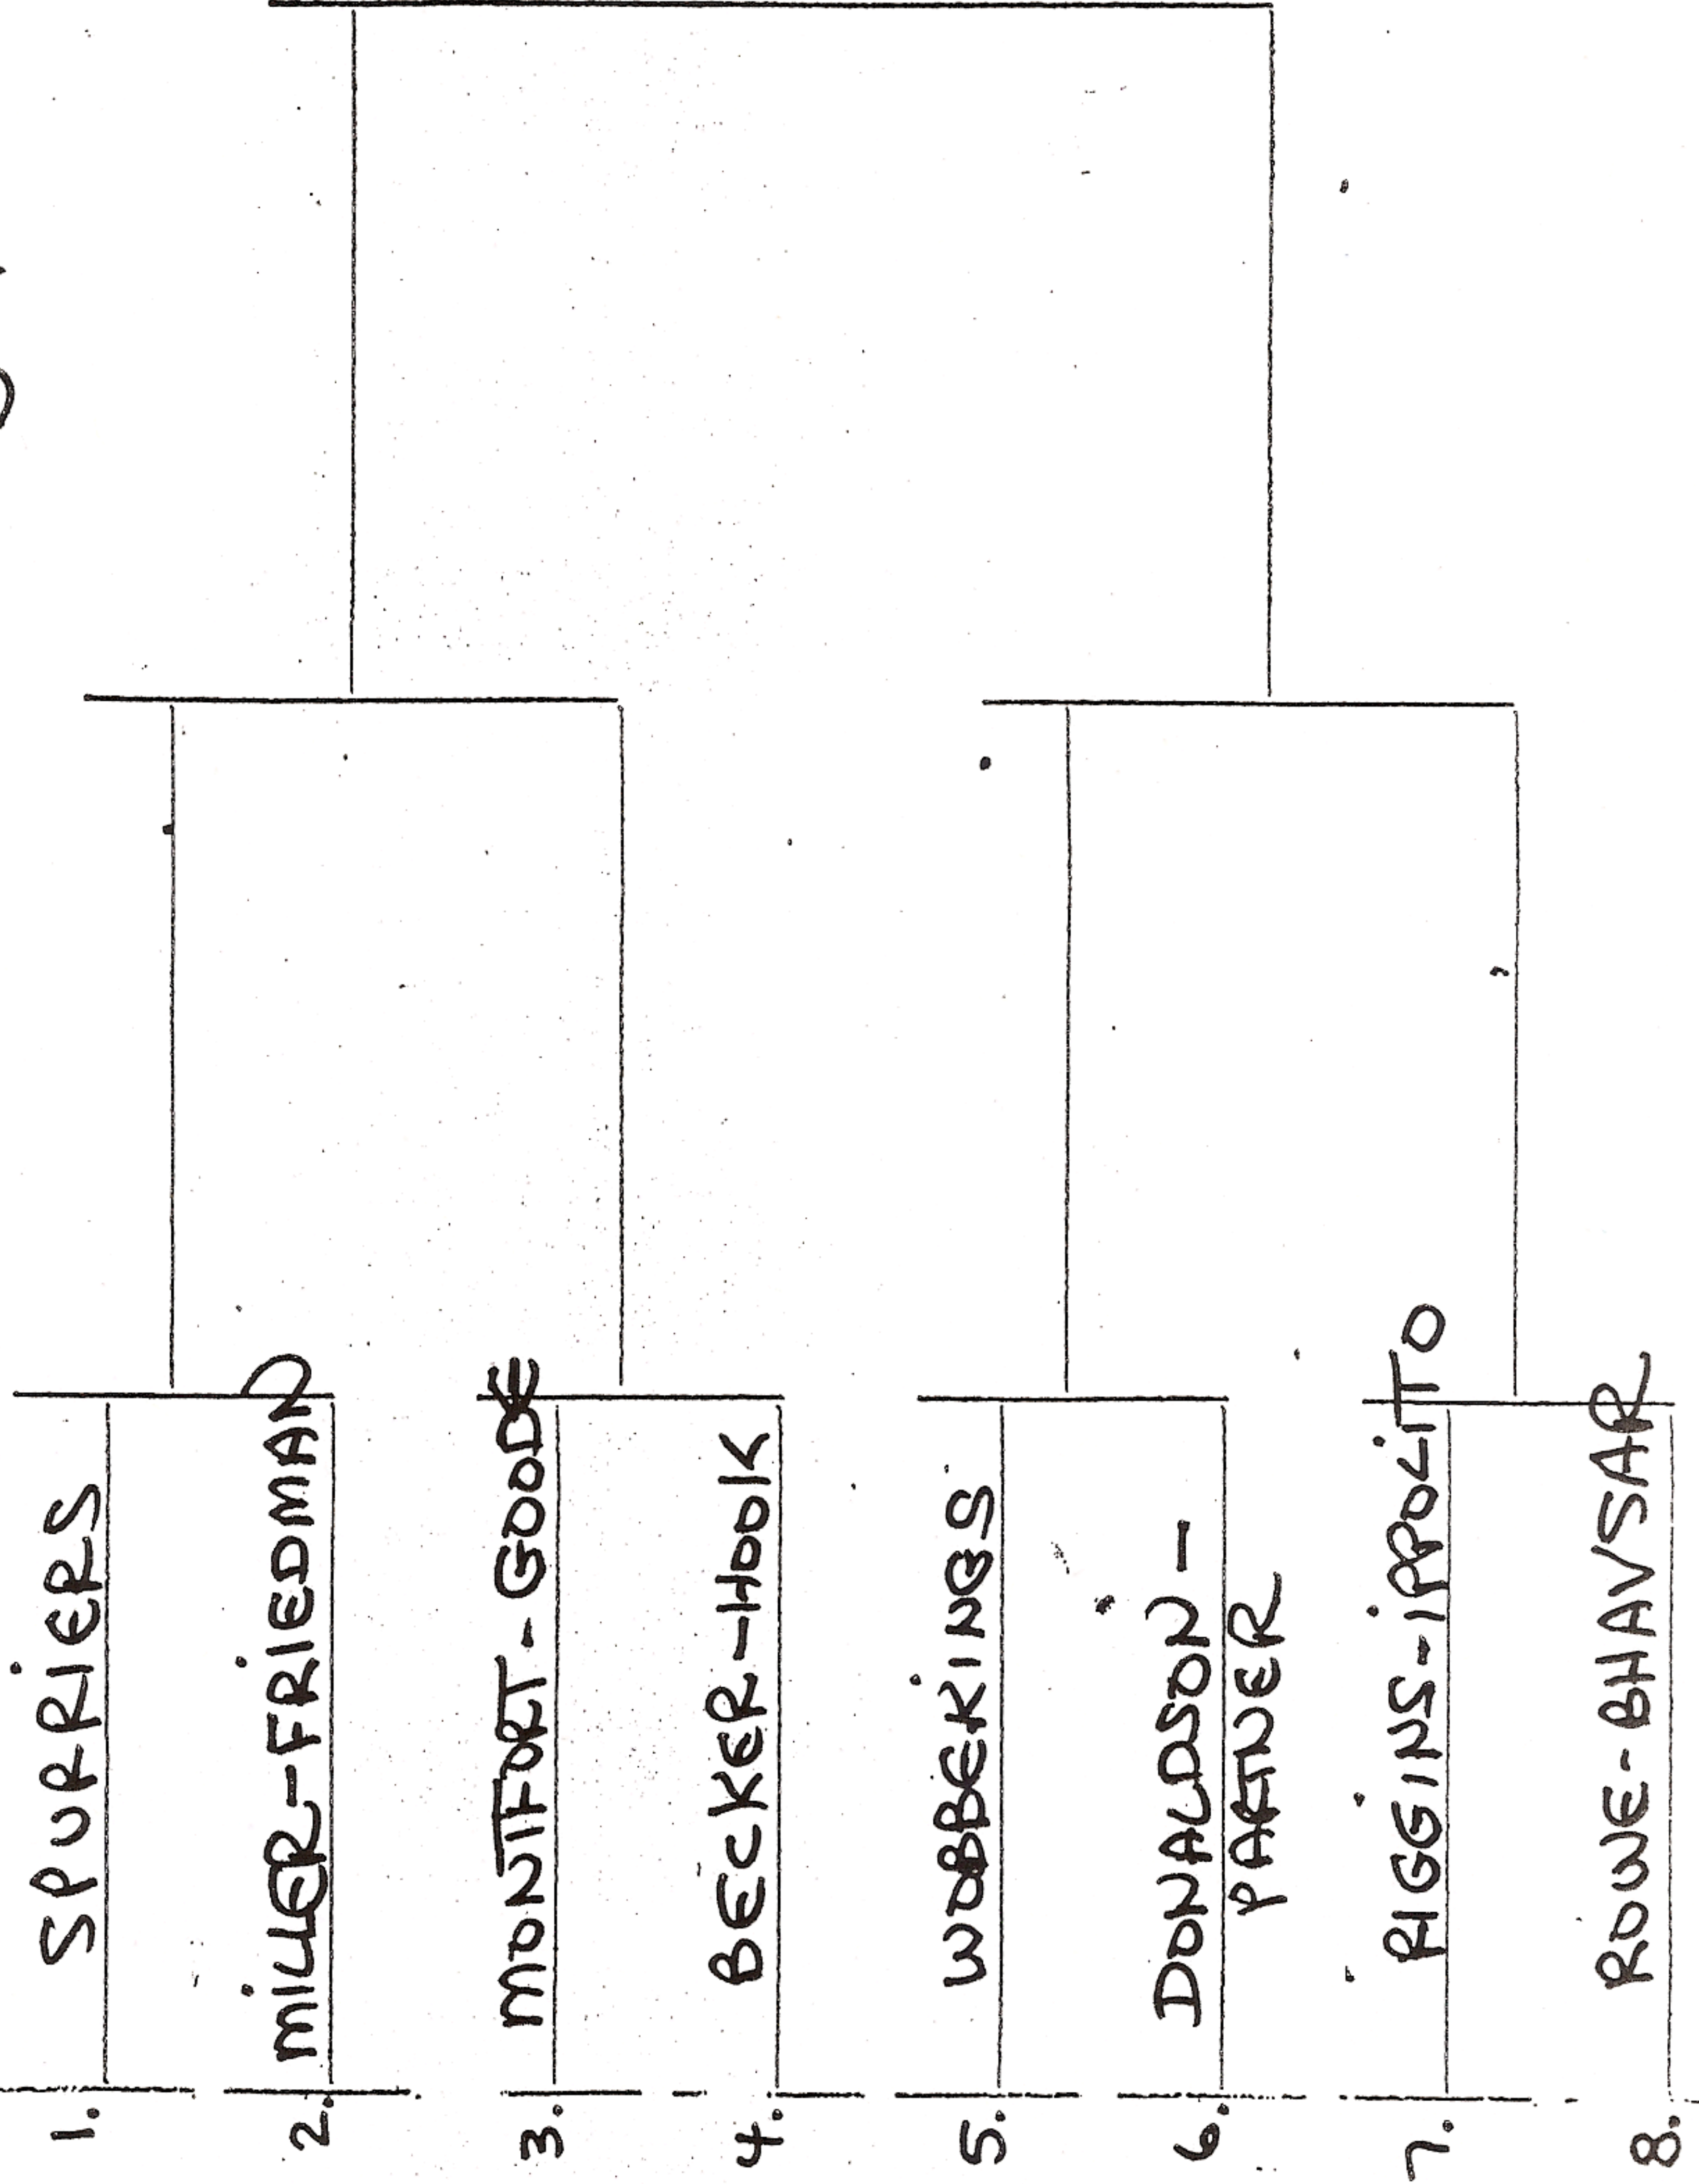 1. SPURRIERS
2. MILLER-FRIEDMAN
3. MONTFORT-GOODE
4. BECKER-HOOK
5. WOBBEKINGS
6. DONALDSON-
PARTNER
7. RIGGINS-IPPOLITO
8. ROWE-BHAVSAR